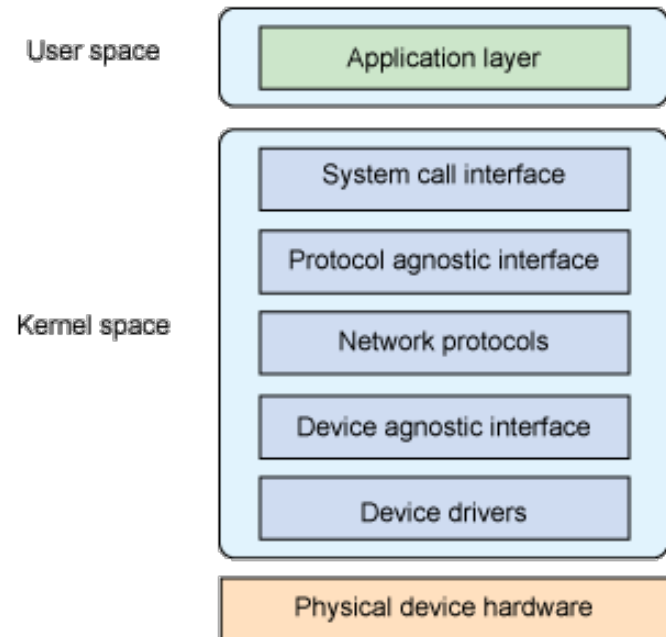 User space
Application layer
System call interface
Protocol agnostic interface
Kernel space
Network protocols
Device agnostic interface
Device drivers
Physical device hardware